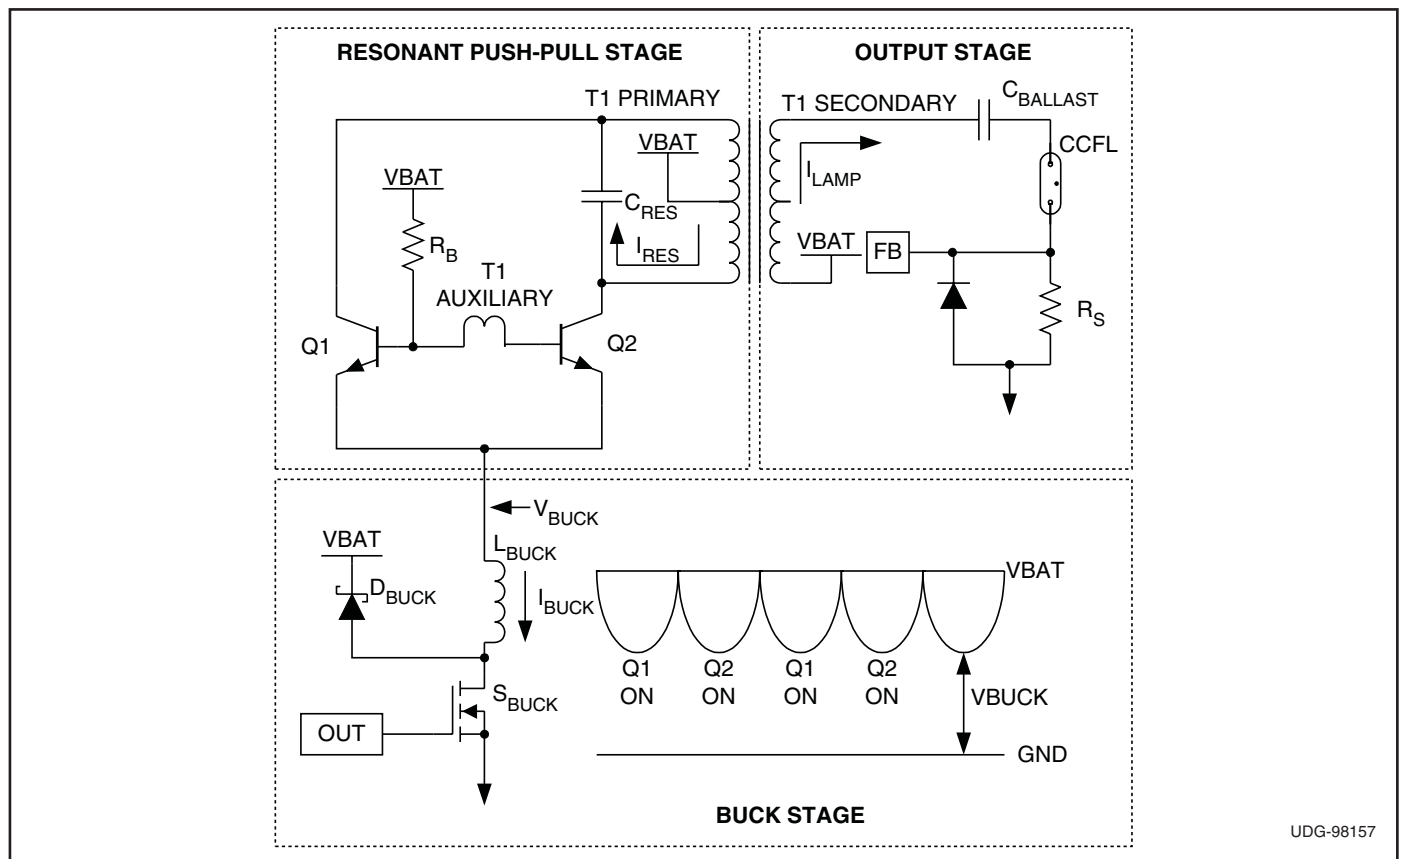 RESONANT PUSH-PULL STAGE
OUTPUT STAGE
T1 PRIMARY
T1 SECONDARY
CBALLAST
VBAT
CCFL
ILAMP
VBAT
CRES
RB
IRES
VBAT
FB
T1
AUXILIARY
RS
Q1
Q2
VBUCK
VBAT
LBUCK
DBUCK
IBUCK
VBAT
Q1
ON
Q2
ON
Q1
ON
Q2
ON
VBUCK
SBUCK
OUT
GND
BUCK STAGE
UDG-98157